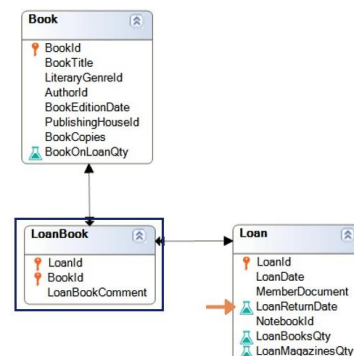 Book
BookId
BookTitle
LiteraryGenreId
AuthorId
BookEditionDate
PublishingHouseId
BookCopies
BookOnLoanQty
LoanBook
LoanId
BookId
LoanBookComment
Loan
LoanId
LoanDate
MemberDocument
LoanReturnDate
NotebookId
LoanBooksQty
LoanMagazinesQty